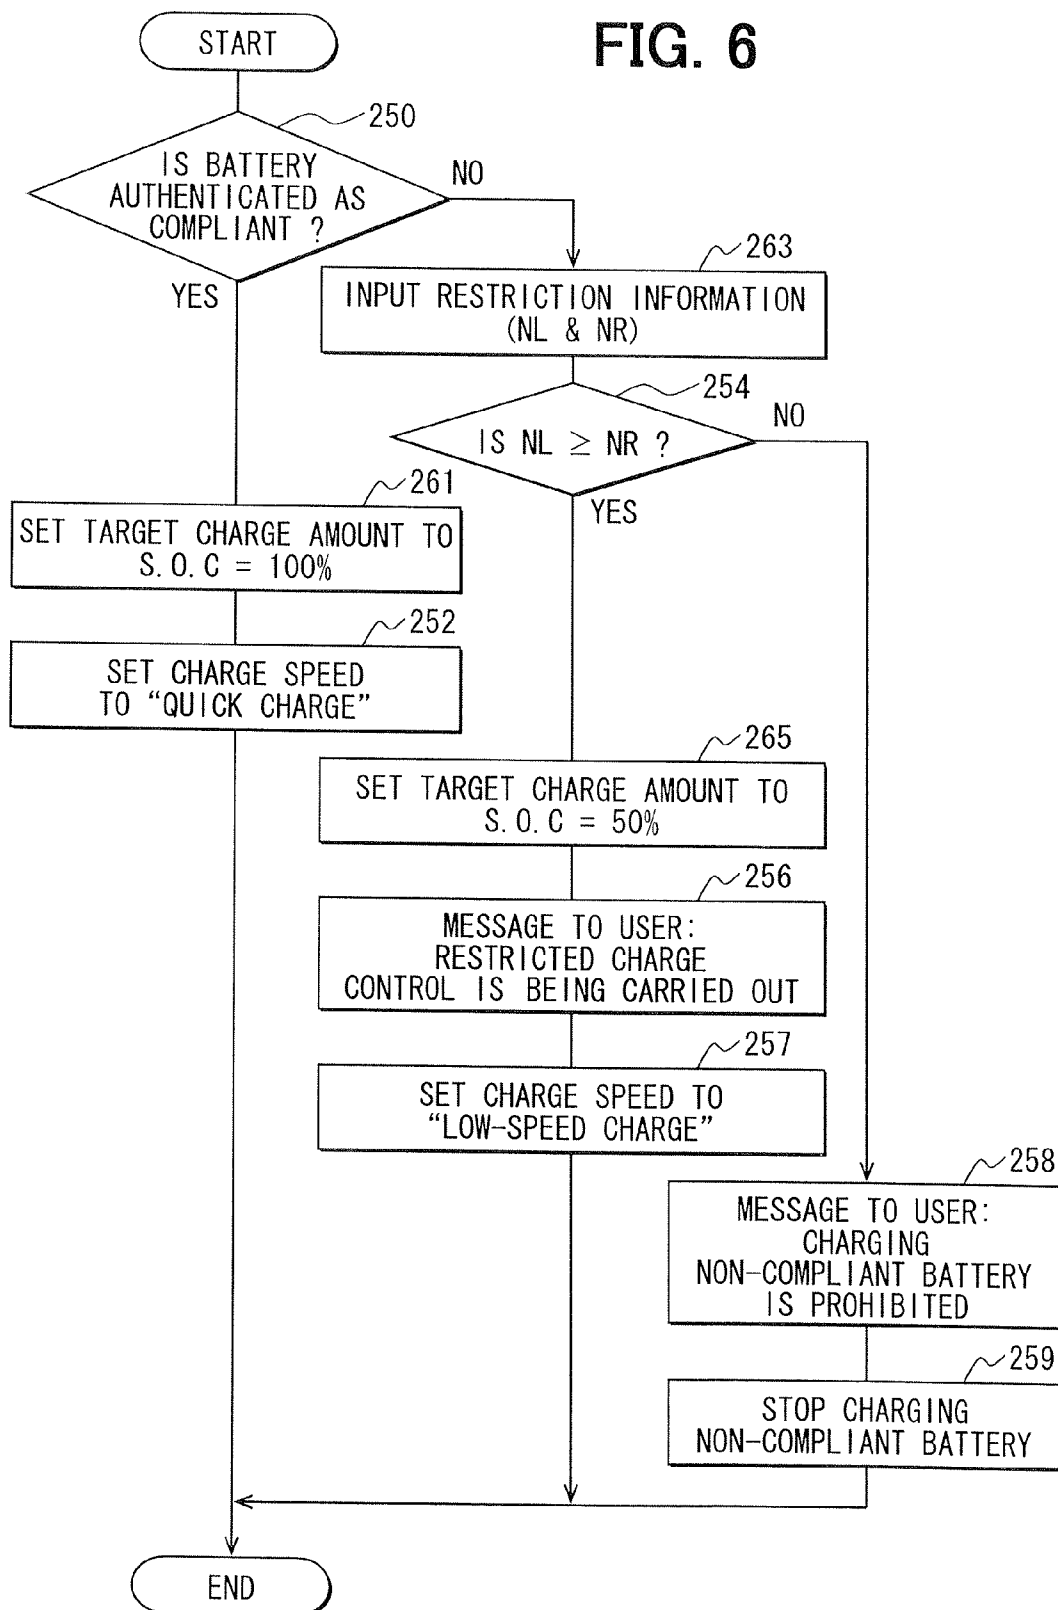 FIG. 6
START
250
IS BATTERY
AUTHENTICATED AS
COMPLIANT ?
NO
YES
263
INPUT RESTRICTION INFORMATION
(NL & NR)
254
IS NL ≥ NR ?
NO
YES
261
SET TARGET CHARGE AMOUNT TO
S.O.C = 100%
252
SET CHARGE SPEED
TO “QUICK CHARGE”
265
SET TARGET CHARGE AMOUNT TO
S.O.C = 50%
256
MESSAGE TO USER:
RESTRICTED CHARGE
CONTROL IS BEING CARRIED OUT
257
SET CHARGE SPEED TO
“LOW-SPEED CHARGE”
258
MESSAGE TO USER:
CHARGING
NON-COMPLIANT BATTERY
IS PROHIBITED
259
STOP CHARGING
NON-COMPLIANT BATTERY
END